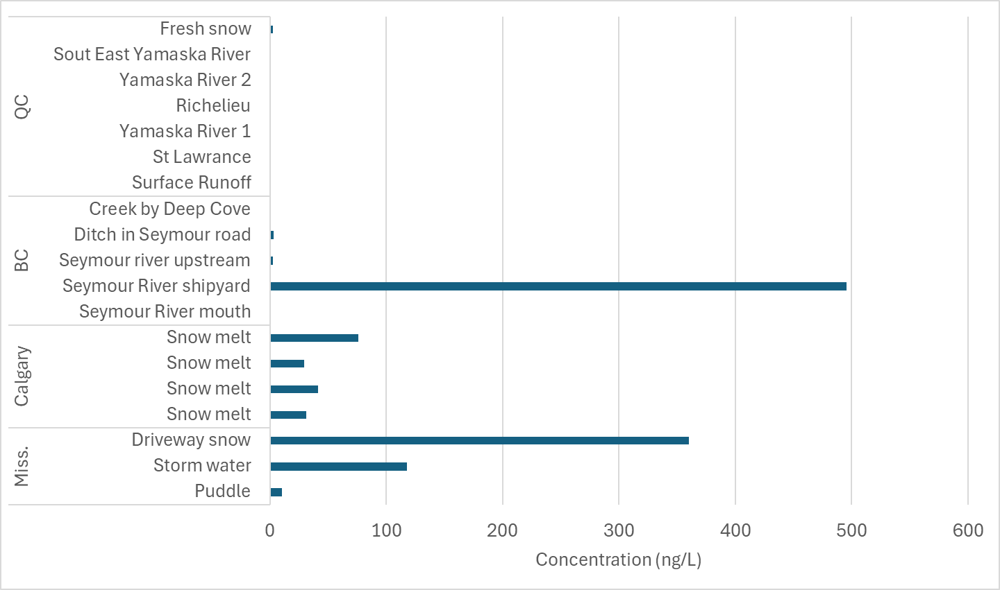 QC
Fresh snow
Sout East Yamaska River
Yamaska River 2
Richelieu
Yamaska River 1
St Lawrance
Surface Runoff
BC
Creek by Deep Cove
Ditch in Seymour road
Seymour river upstream
Seymour River shipyard
Seymour River mouth
Calgary
Snow melt
Snow melt
Snow melt
Snow melt
Miss.
Driveway snow
Storm water
Puddle
0 100 200 300 400 500 600
Concentration (ng/L)